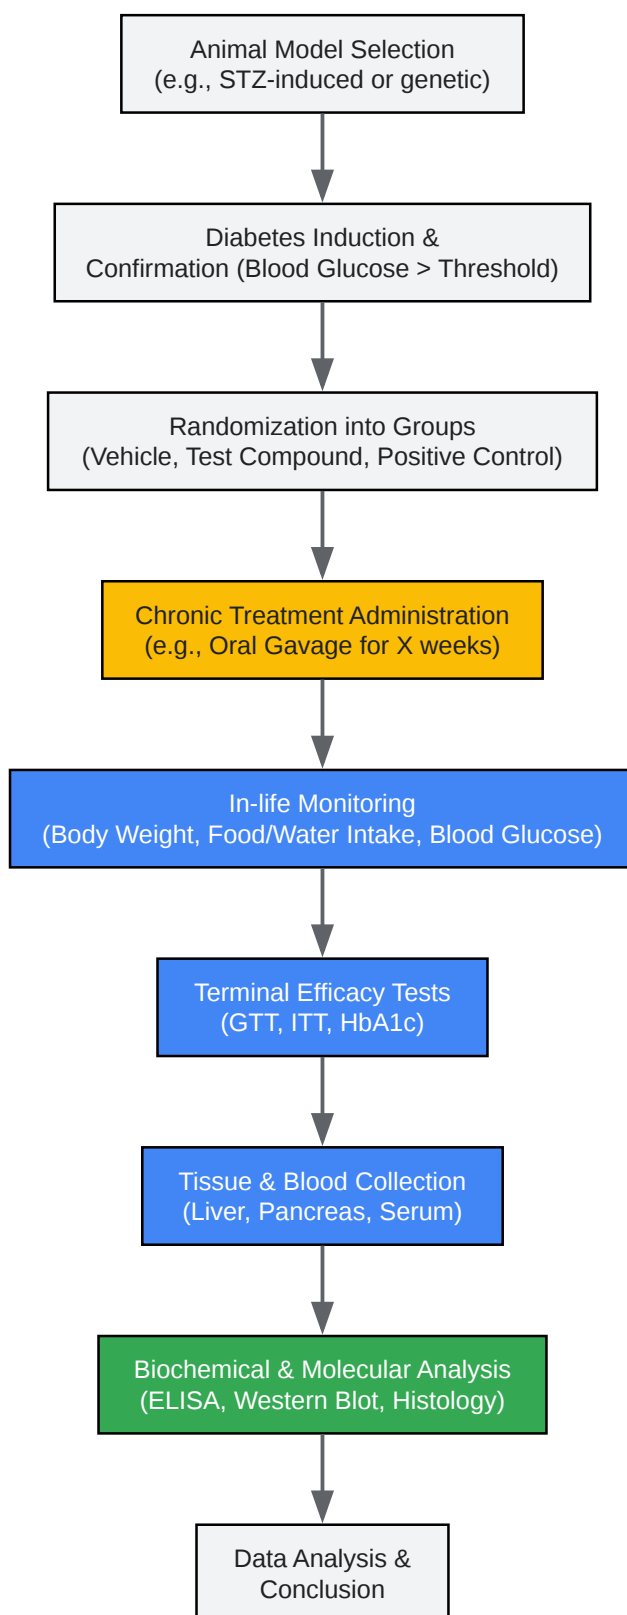 Animal Model Selection
(e.g., STZ-induced or genetic)
Diabetes Induction &
Confirmation (Blood Glucose > Threshold)
Randomization into Groups
(Vehicle, Test Compound, Positive Control)
Chronic Treatment Administration
(e.g., Oral Gavage for X weeks)
In-life Monitoring
(Body Weight, Food/Water Intake, Blood Glucose)
Terminal Efficacy Tests
(GTT, ITT, HbA1c)
Tissue & Blood Collection
(Liver, Pancreas, Serum)
Biochemical & Molecular Analysis
(ELISA, Western Blot, Histology)
Data Analysis &
Conclusion